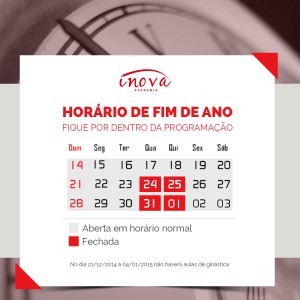 inova
ACADEMIA
HORÁRIO DE FIM DE ANO
FIQUE POR DENTRO DA PROGRAMAÇÃO
Dom Seg Ter Qua Qui Sex Sáb
14 15 16 17 18 19 20
21 22 23 24 25 26 27
28 29 30 31 01 02 03
Aberta em horário normal
Fechada
No dia 21/12/2014 à 04/01/2015 não haverá aulas de ginástica